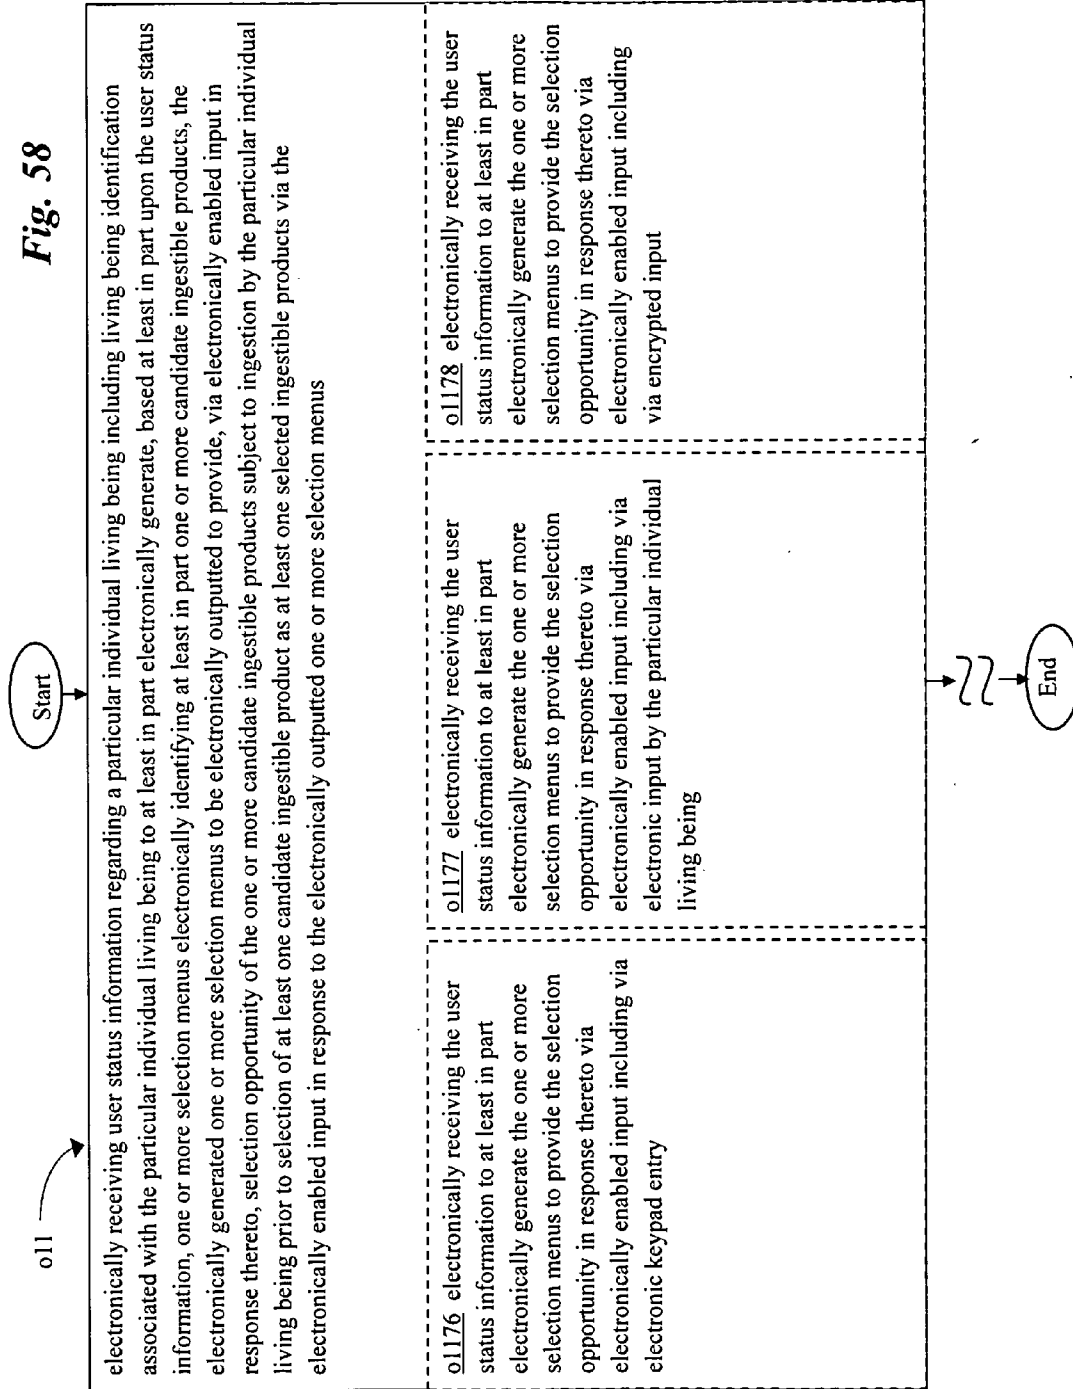 Fig. 58
Start
o11
electronically receiving user status information regarding a particular individual living being including living being identification
associated with the particular individual living being to at least in part electronically generate, based at least in part upon the user status
information, one or more selection menus electronically identifying at least in part one or more candidate ingestible products, the
electronically generated one or more selection menus to be electronically outputted to provide, via electronically enabled input in
response thereto, selection opportunity of the one or more candidate ingestible products subject to ingestion by the particular individual
living being prior to selection of at least one candidate ingestible product as at least one selected ingestible products via the
electronically enabled input in response to the electronically outputted one or more selection menus
o1176 electronically receiving the user
status information to at least in part
electronically generate the one or more
selection menus to provide the selection
opportunity in response thereto via
electronically enabled input including via
electronic keypad entry
o1177 electronically receiving the user
status information to at least in part
electronically generate the one or more
selection menus to provide the selection
opportunity in response thereto via
electronically enabled input including via
electronic input by the particular individual
living being
o1178 electronically receiving the user
status information to at least in part
electronically generate the one or more
selection menus to provide the selection
opportunity in response thereto via
electronically enabled input including
via encrypted input
End